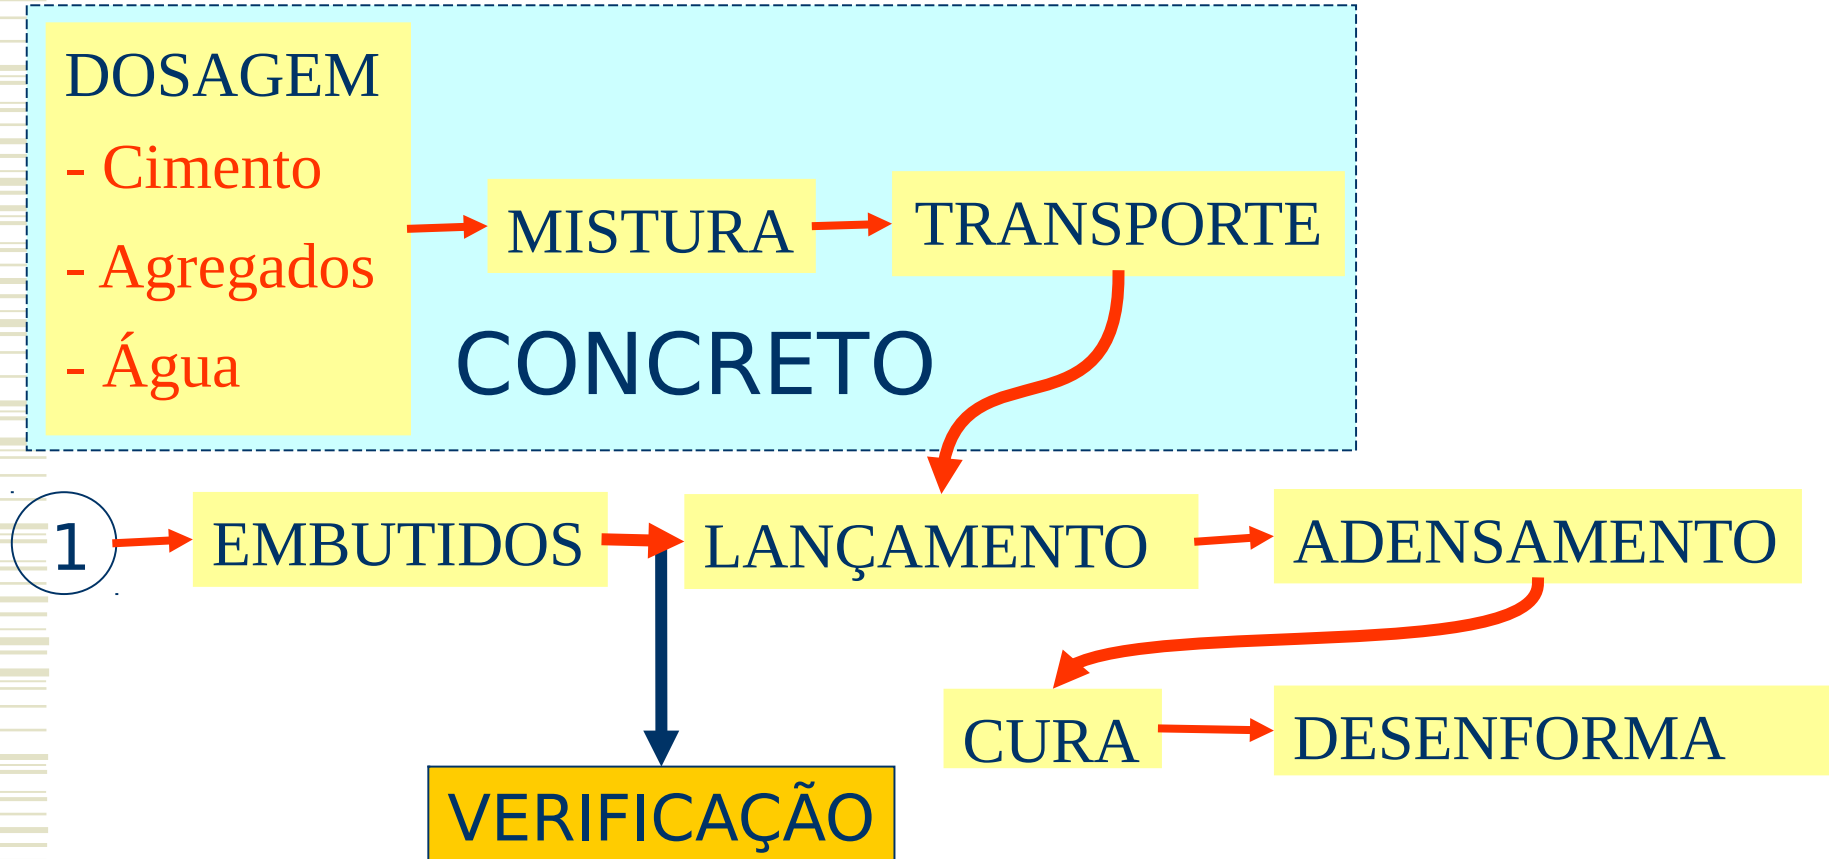 DOSAGEM
- Cimento
- Agregados
- Água
MISTURA
TRANSPORTE
CONCRETO
1
EMBUTIDOS
LANÇAMENTO
ADENSAMENTO
CURA
DESENFORMA
VERIFICAÇÃO